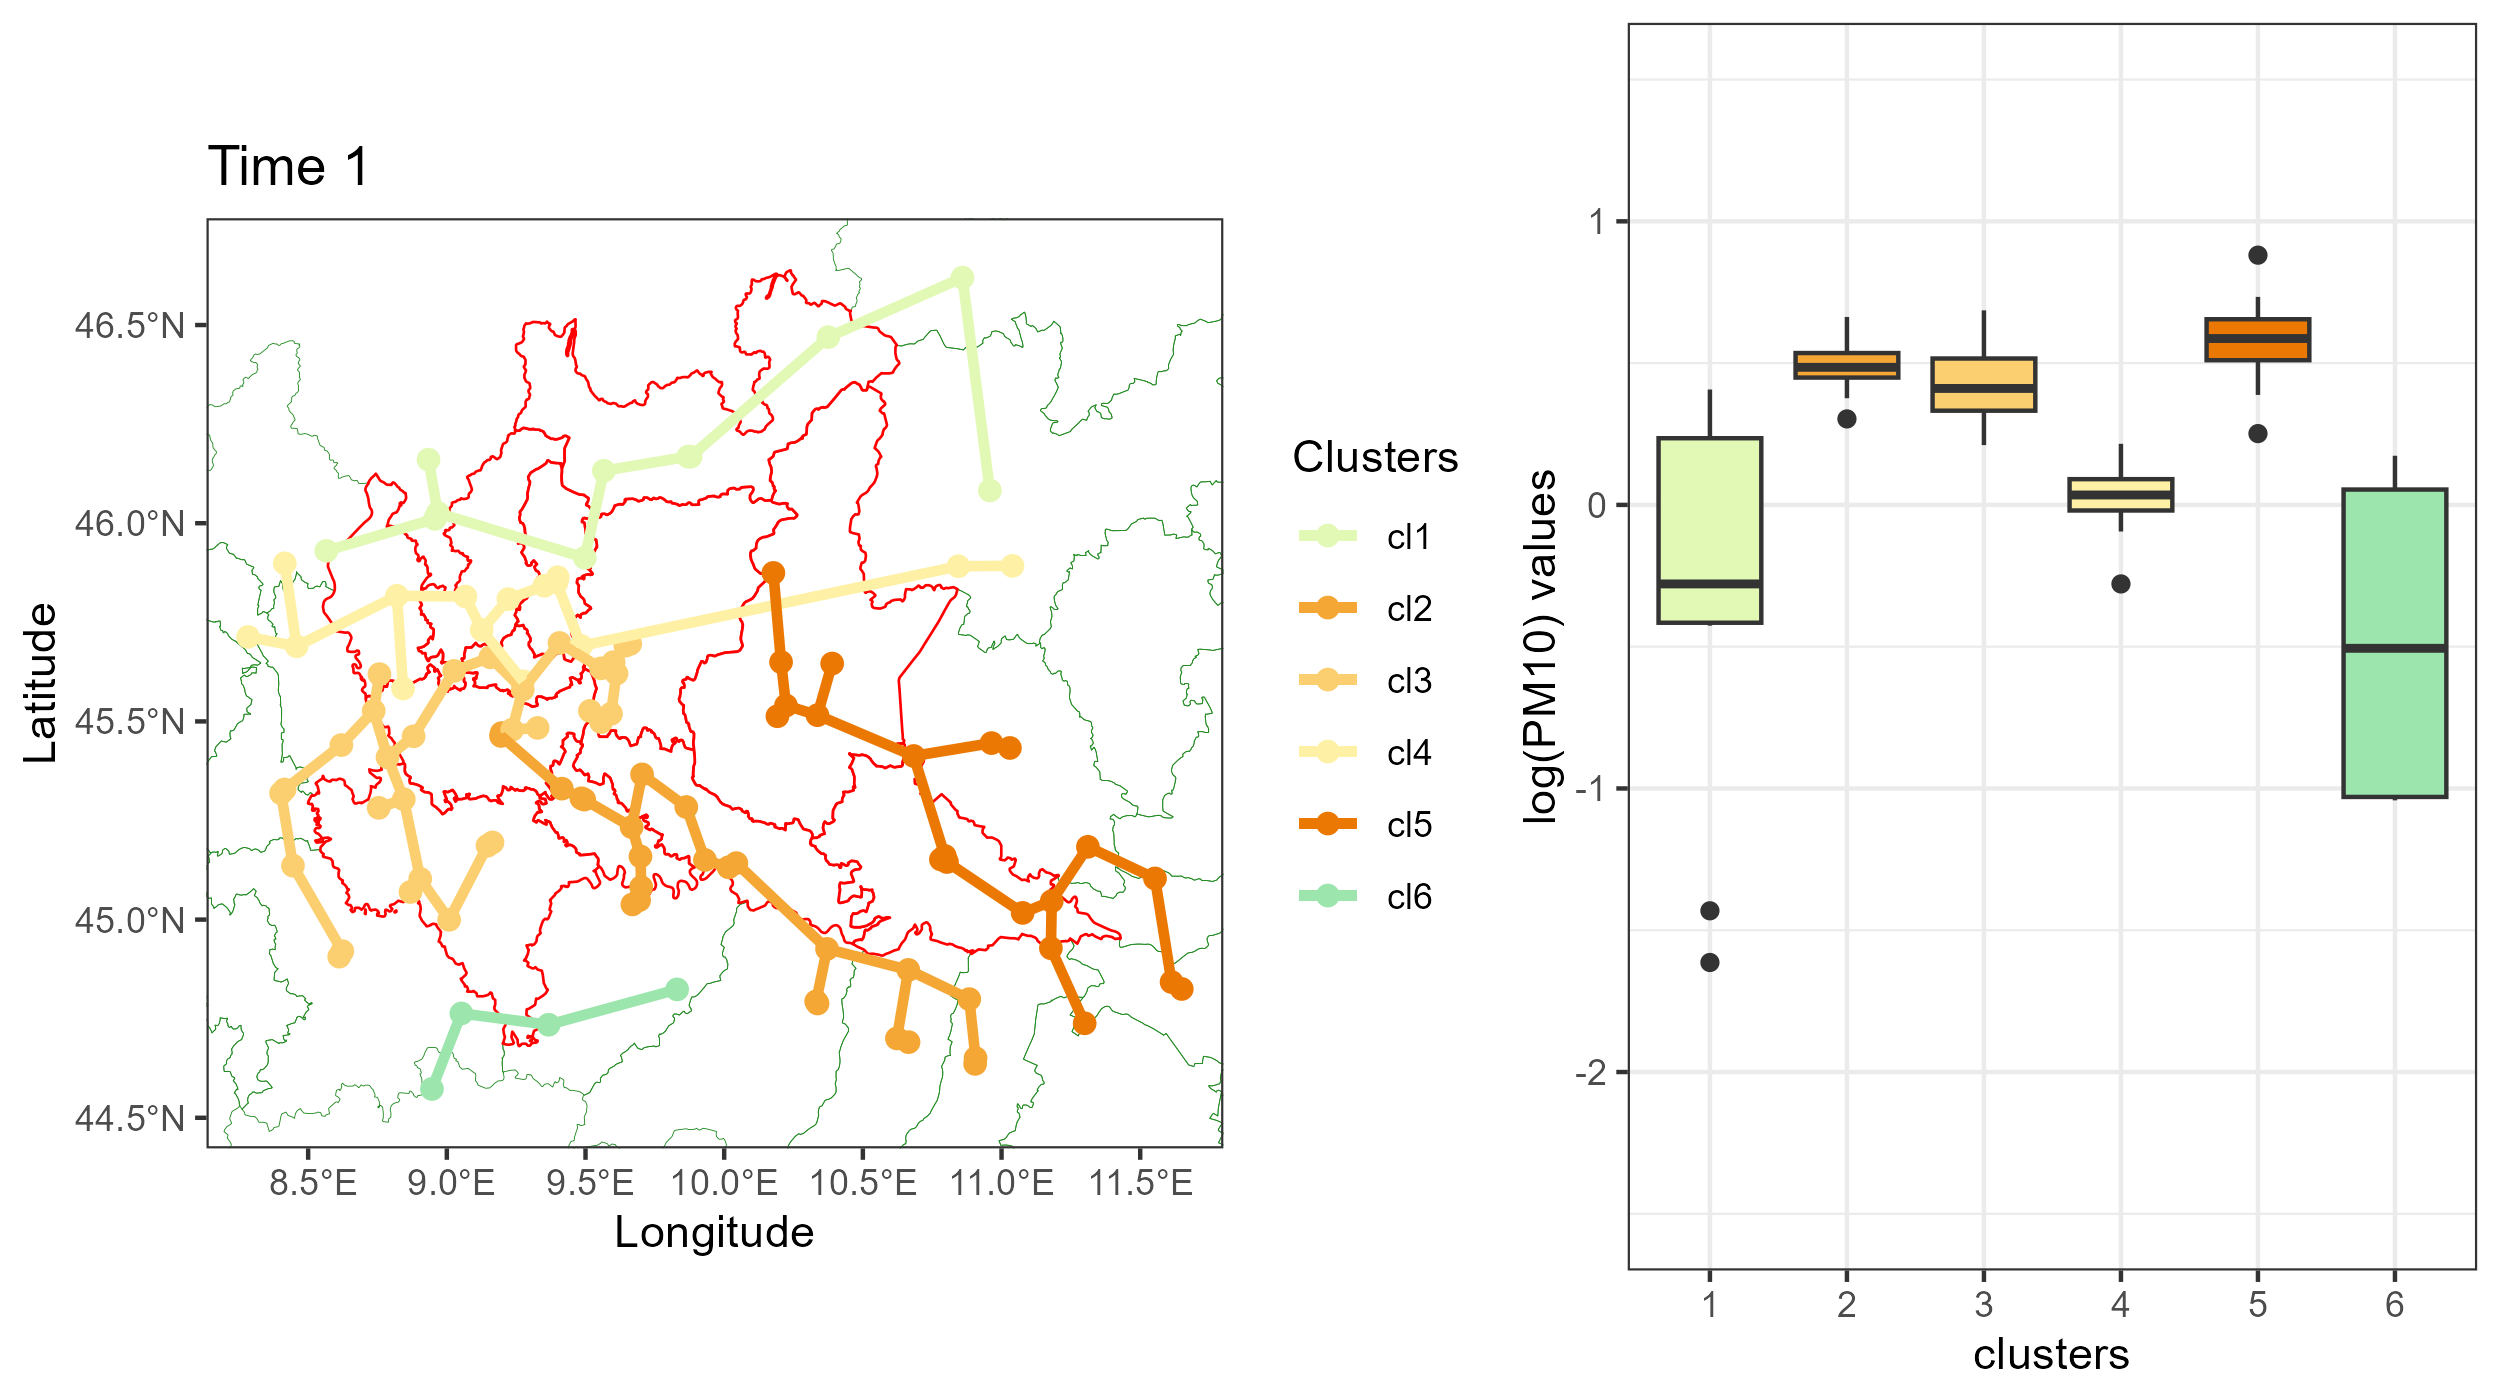 Time 1
46.5°N
46.0°N
45.5°N
45.0°N
44.5°N
Latitude
8.5°E 9.0°E 9.5°E 10.0°E 10.5°E 11.0°E 11.5°E
Longitude
Clusters
cl1
cl2
cl3
cl4
cl5
cl6
1
0
-1
-2
log(PM10) values
1 2 3 4 5 6
clusters